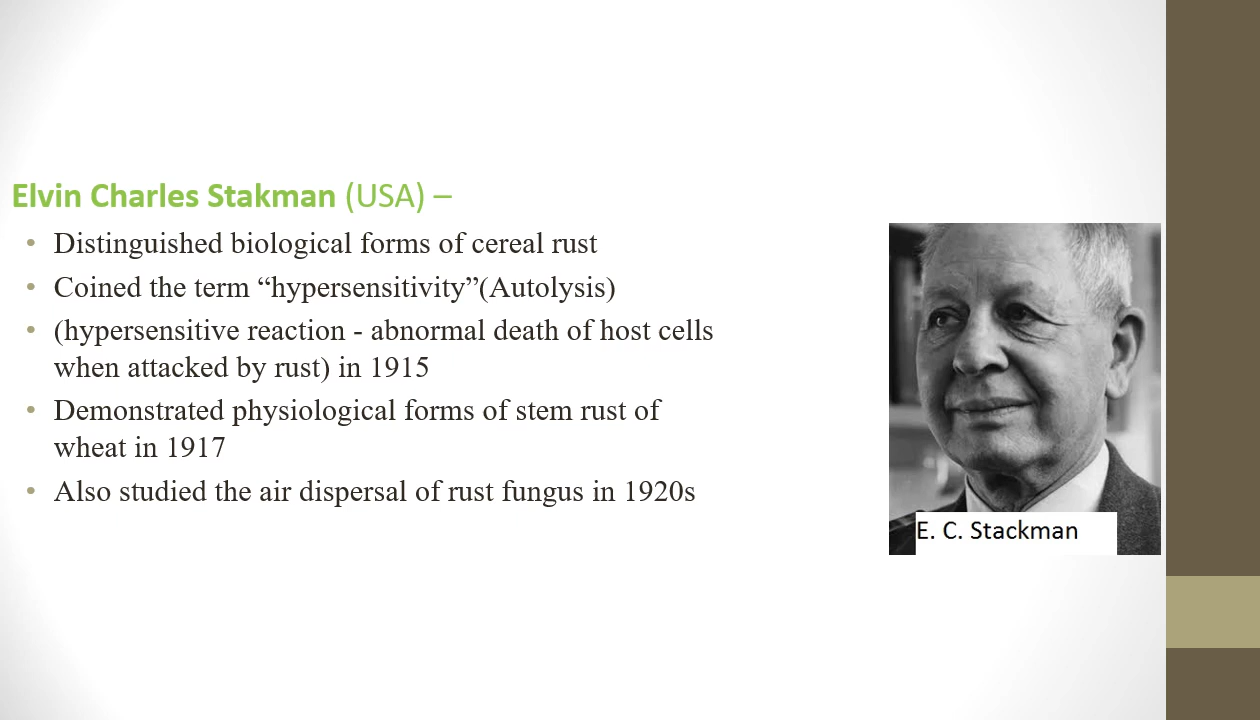 Elvin Charles Stakman (USA) –
• Distinguished biological forms of cereal rust
• Coined the term “hypersensitivity”(Autolysis)
• (hypersensitive reaction - abnormal death of host cells
when attacked by rust) in 1915
• Demonstrated physiological forms of stem rust of
wheat in 1917
• Also studied the air dispersal of rust fungus in 1920s
E. C. Stackman